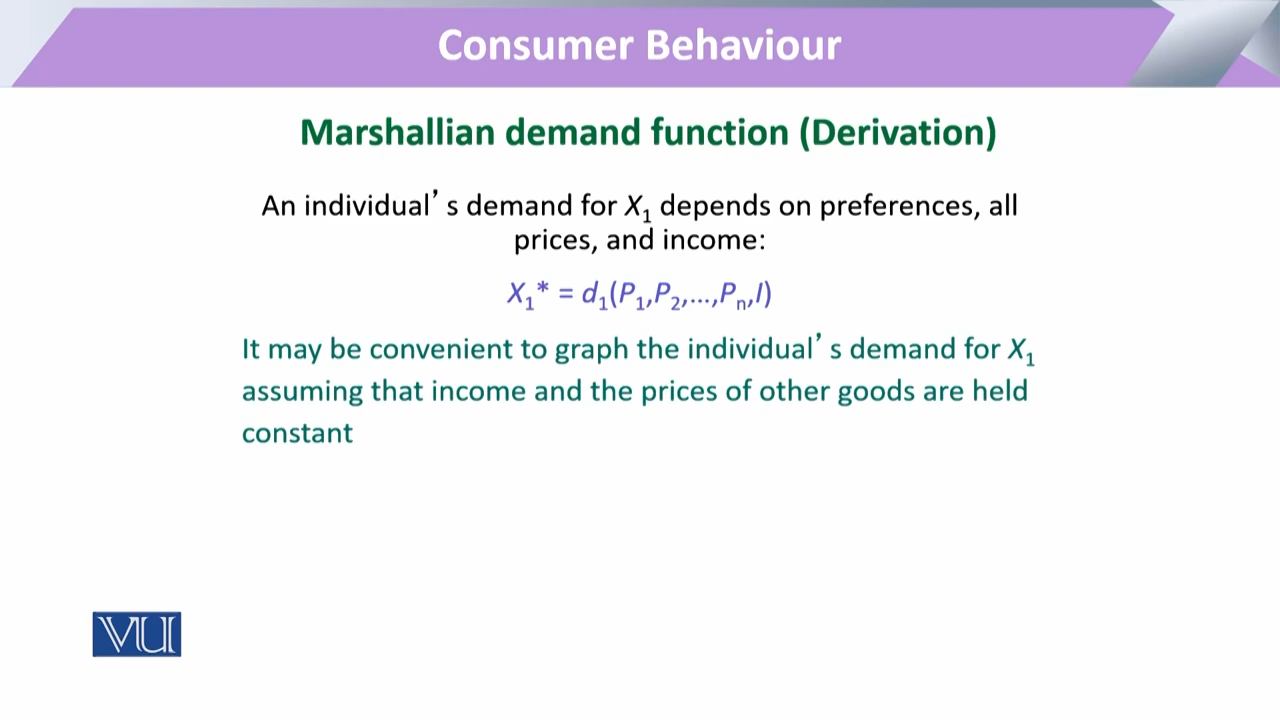 Consumer Behaviour
Marshallian demand function (Derivation)
An individual’ s demand for X₁ depends on preferences, all
prices, and income:
X₁* = d₁(P₁,P₂,...,Pₙ,I)
It may be convenient to graph the individual’ s demand for X₁
assuming that income and the prices of other goods are held
constant
VU